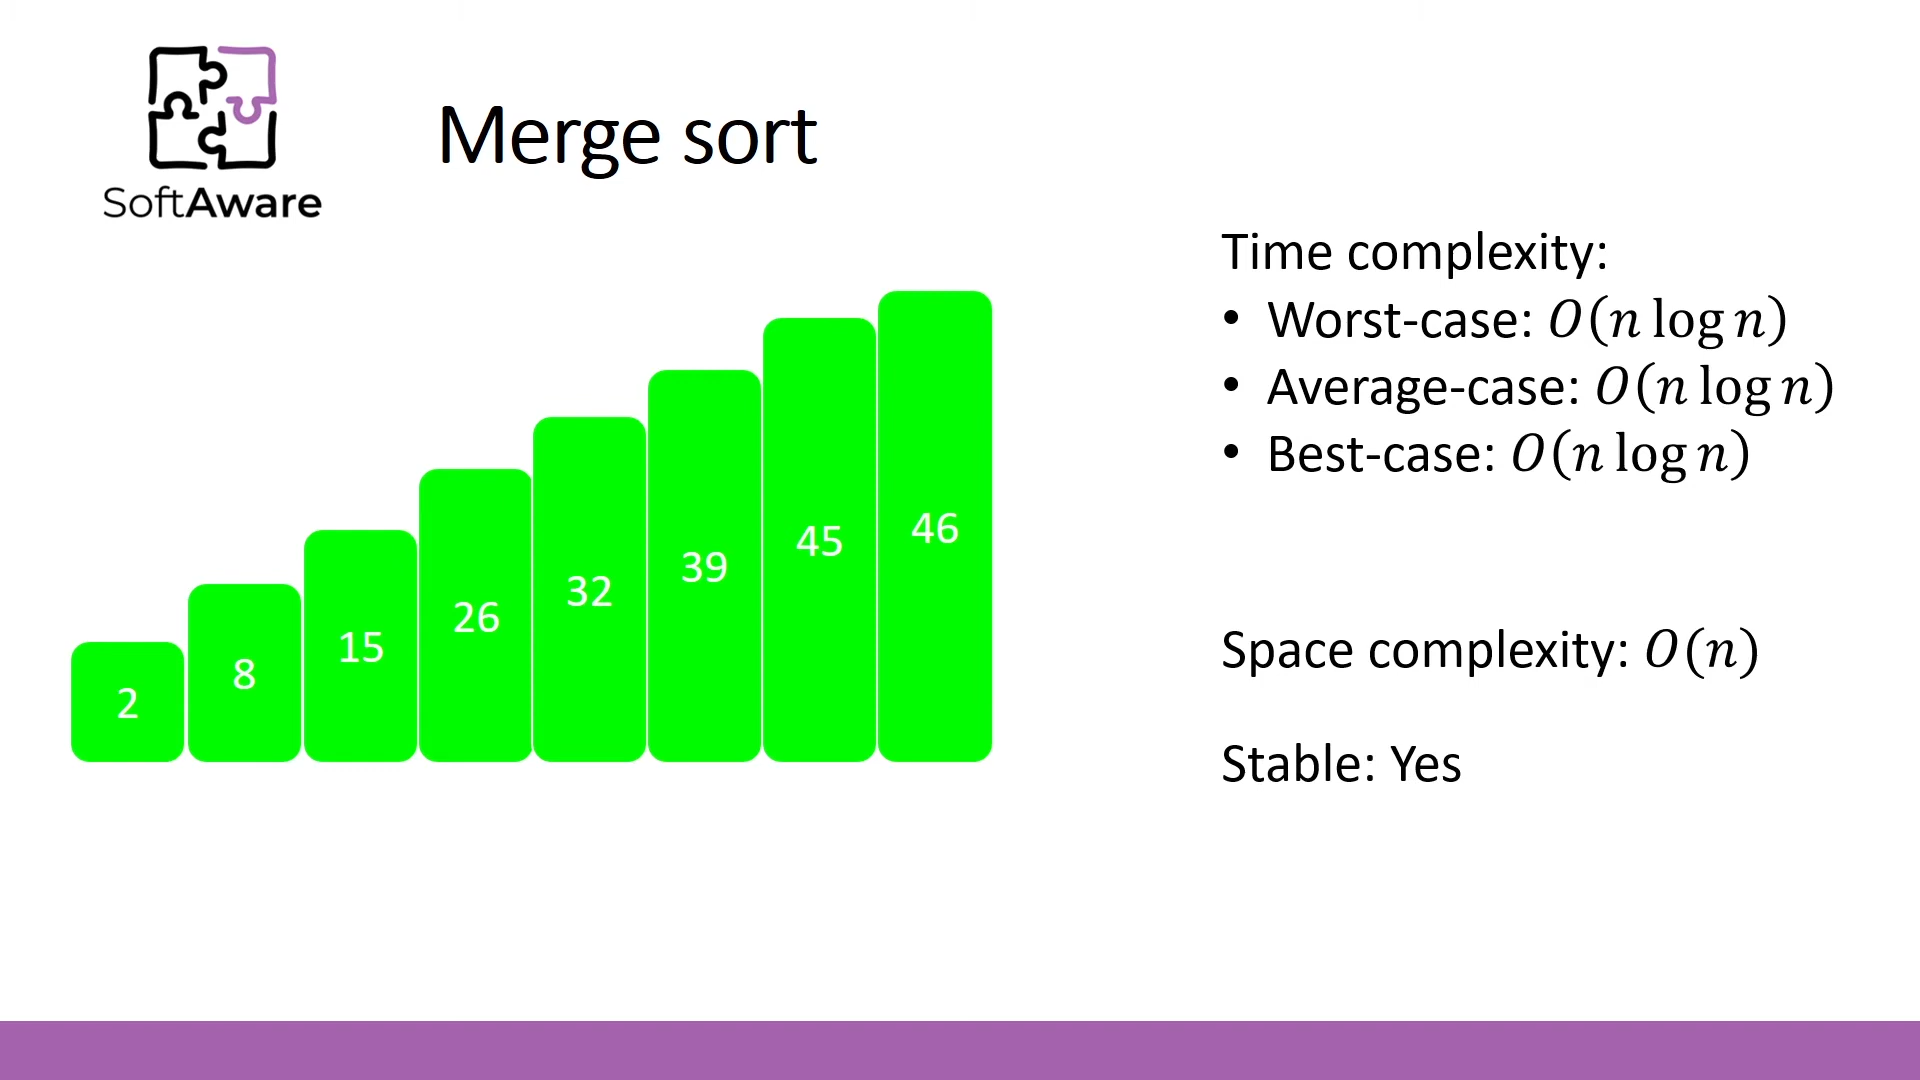 SoftAware
Merge sort
2
8
15
26
32
39
45
46
Time complexity:
• Worst-case: O(n log n)
• Average-case: O(n log n)
• Best-case: O(n log n)
Space complexity: O(n)
Stable: Yes